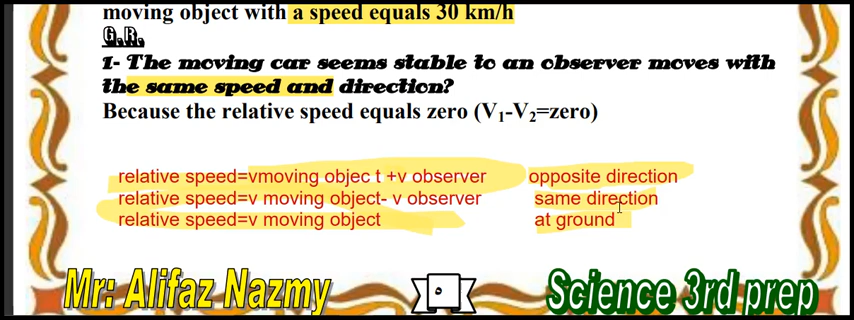 moving object with a speed equals 30 km/h
G.R.
1- The moving car seems stable to an observer moves with
the same speed and direction?
Because the relative speed equals zero (V₁-V₂=zero)
relative speed=vmoving objec t +v observer opposite direction
relative speed=v moving object- v observer same direction
relative speed=v moving object at ground
Mr: Alifaz Nazmy Science 3rd prep